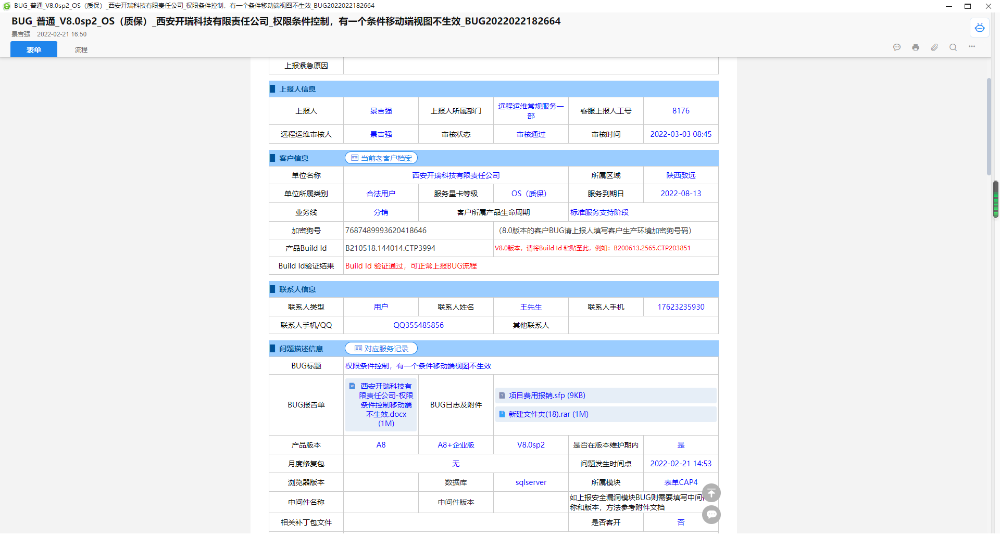 BUG_普通_V8.0sp2_OS（质保）_西安开瑞科技有限责任公司_权限条件控制，有一个条件移动端视图不生效_BUG2022022182664
BUG_普通_V8.0sp2_OS（质保）_西安开瑞科技有限责任公司_权限条件控制，有一个条件移动端视图不生效_BUG2022022182664
景吉强 2022-02-21 16:50
表单 流程
上报紧急原因
上报人信息
上报人 景吉强 上报人所属部门 远程运维常规服务一部 客服上报人工号 8176
远程运维审核人 景吉强 审核状态 审核通过 审核时间 2022-03-03 08:45
客户信息 当前老客户档案
单位名称 西安开瑞科技有限责任公司 所属区域 陕西致远
单位所属类别 合法用户 服务星卡等级 OS（质保） 服务到期日 2022-08-13
业务线 分销 客户所属产品生命周期 标准服务支持阶段
加密狗号 7687489993620418646 （8.0版本的客户BUG请上报人填写客户生产环境加密狗号码）
产品Build Id B210518.144014.CTP3994 V8.0版本，请将Build Id 粘贴至此，例如：B200613.2565.CTP203851
Build Id验证结果 Build Id 验证通过，可正常上报BUG流程
联系人信息
联系人类型 用户 联系人姓名 王先生 联系人手机 17623235930
联系人手机/QQ QQ355485856 其他联系人
问题描述信息 对应服务记录
BUG标题 权限条件控制，有一个条件移动端视图不生效
BUG报告单
西安开瑞科技有
限责任公司-权限
条件控制移动端
不生效.docx
(1M)
BUG日志及附件
项目费用报销.sfp (9KB)
新建文件夹(18).rar (1M)
产品版本 A8 A8+企业版 V8.0sp2 是否在版本维护期内 是
月度修复包 无 问题发生时间点 2022-02-21 14:53
浏览器版本 数据库 sqlserver 所属模块 表单CAP4
中间件名称 中间件版本
如上报安全漏洞模块BUG则需要填写中间
称和版本，方法参考附件文档
相关补丁包文件 是否客开 否